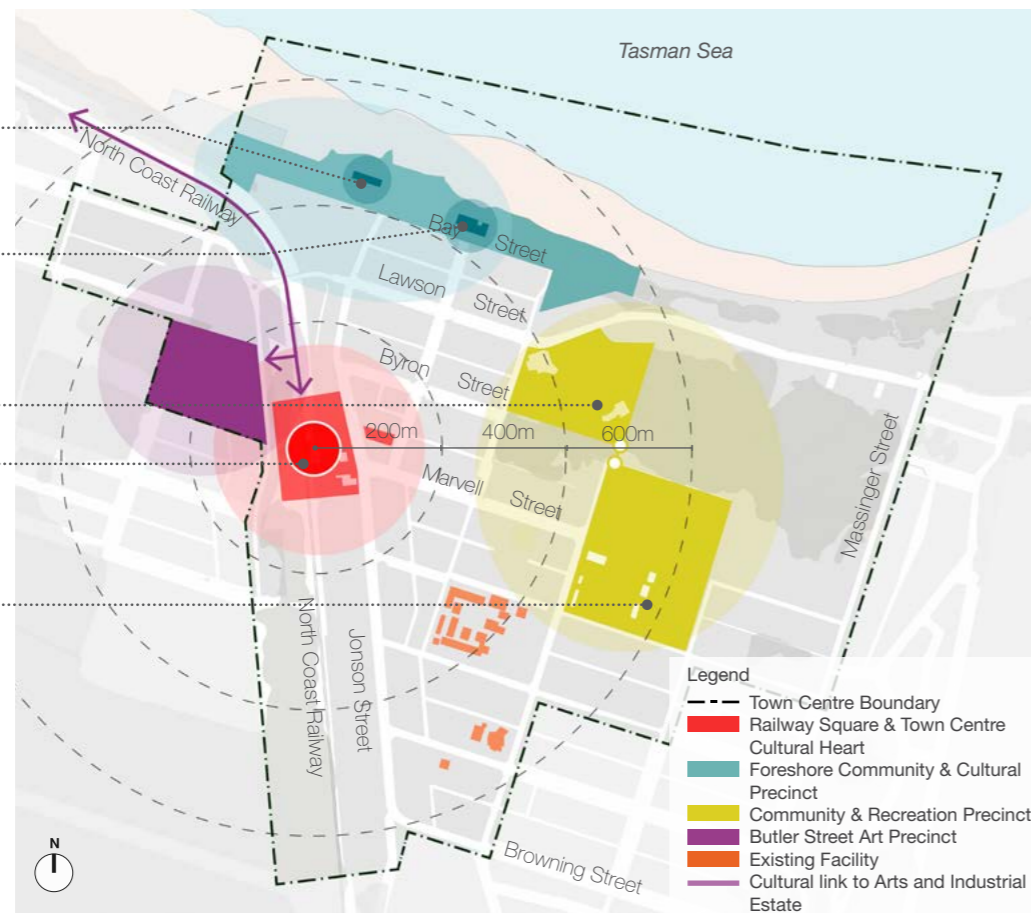 Tasman Sea
North Coast Railway
Bay Street
Lawson Street
Byron Street
200m 400m 600m
Marvell Street
Massinger Street
North Coast Railway
Jonson Street
Browning Street
N
Legend
Town Centre Boundary
Railway Square & Town Centre
Cultural Heart
Foreshore Community & Cultural
Precinct
Community & Recreation Precinct
Butler Street Art Precinct
Existing Facility
Cultural link to Arts and Industrial
Estate